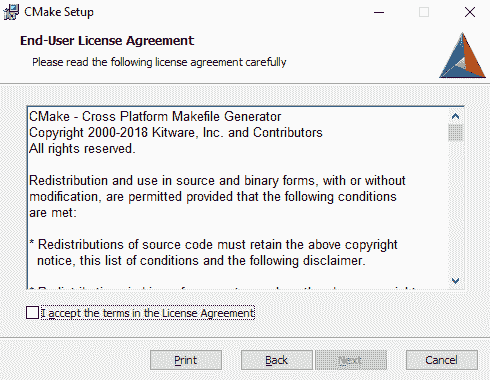 CMake Setup
End-User License Agreement
Please read the following license agreement carefully
CMake - Cross Platform Makefile Generator
Copyright 2000-2018 Kitware, Inc. and Contributors
All rights reserved.
Redistribution and use in source and binary forms, with or without
modification, are permitted provided that the following conditions
are met:
* Redistributions of source code must retain the above copyright
notice, this list of conditions and the following disclaimer.
I accept the terms in the License Agreement
Print Back Next Cancel